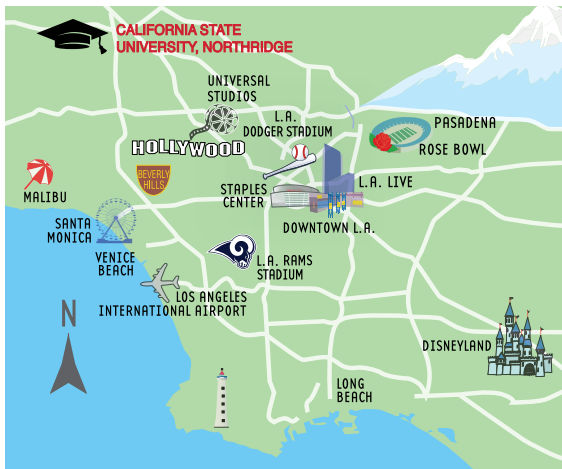 CALIFORNIA STATE
UNIVERSITY, NORTHRIDGE
UNIVERSAL
STUDIOS
L.A.
DODGER STADIUM
PASADENA
ROSE BOWL
HOLLYWOOD
BEVERLY
HILLS
MALIBU
STAPLES
CENTER
L.A. LIVE
DOWNTOWN L.A.
SANTA
MONICA
VENICE
BEACH
L.A. RAMS
STADIUM
LOS ANGELES
INTERNATIONAL AIRPORT
N
DISNEYLAND
LONG
BEACH